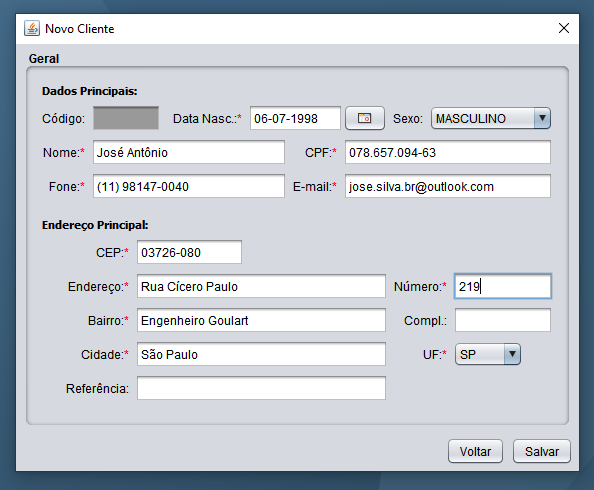 Novo Cliente
Geral
Dados Principais:
Código: Data Nasc.:* 06-07-1998 Sexo: MASCULINO
Nome:* José Antônio CPF:* 078.657.094-63
Fone:* (11) 98147-0040 E-mail:* jose.silva.br@outlook.com
Endereço Principal:
CEP:* 03726-080
Endereço:* Rua Cícero Paulo Número:* 219
Bairro:* Engenheiro Goulart Compl.:
Cidade:* São Paulo UF:* SP
Referência:
Voltar Salvar